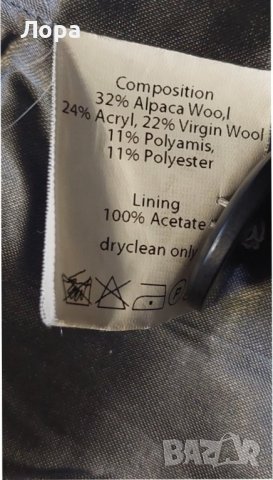 Лора
Composition
32% Alpaca Woo,l
24% Acryl, 22% Virgin Wool
11% Polyamis,
11% Polyester
Lining
100% Acetate
dryclean only
P
BAZAR